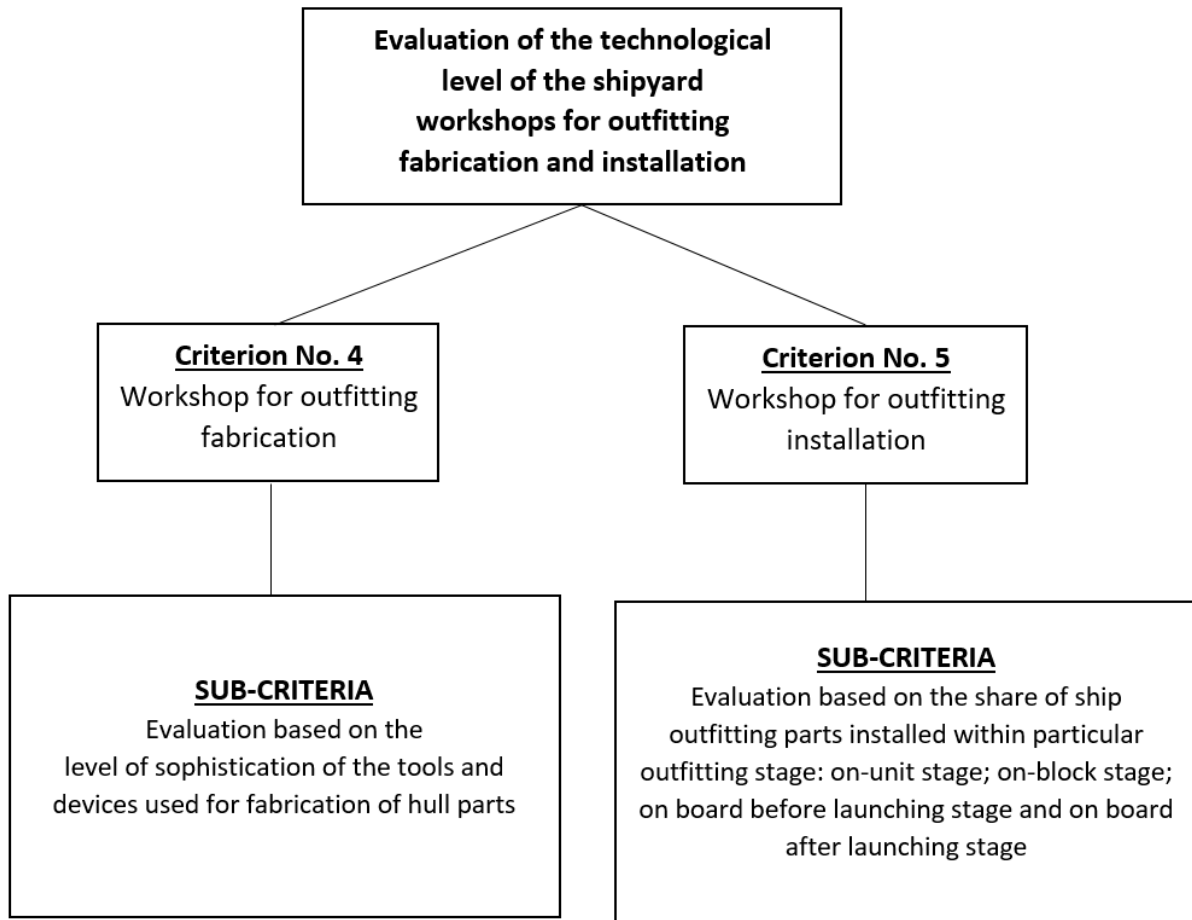 Evaluation of the technological
level of the shipyard
workshops for outfitting
fabrication and installation
Criterion No. 4
Workshop for outfitting
fabrication
Criterion No. 5
Workshop for outfitting
installation
SUB-CRITERIA
Evaluation based on the
level of sophistication of the tools and
devices used for fabrication of hull parts
SUB-CRITERIA
Evaluation based on the share of ship
outfitting parts installed within particular
outfitting stage: on-unit stage; on-block stage;
on board before launching stage and on board
after launching stage